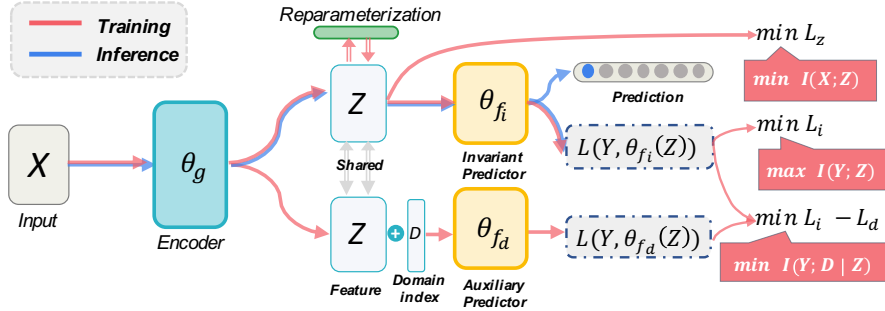 Training
Inference
Reparameterization
X
Input
θ_g
Encoder
Z
Shared
Z
Feature
D
Domain
index
θ_{f_i}
Invariant
Predictor
θ_{f_d}
Auxiliary
Predictor
Prediction
L(Y, θ_{f_i}(Z))
L(Y, θ_{f_d}(Z))
min L_z
min I(X; Z)
min L_i
max I(Y; Z)
min L_i − L_d
min I(Y; D | Z)